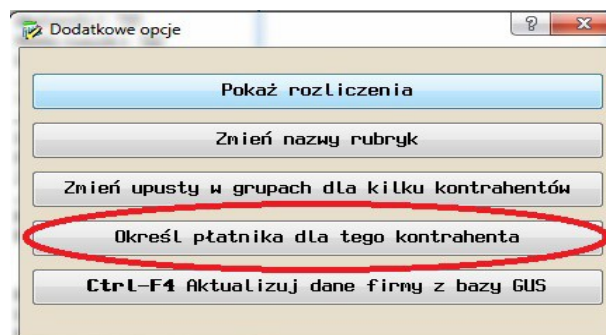 Dodatkowe opcje
Pokaż rozliczenia
Zmień nazwy rubryk
Zmień upusty w grupach dla kilku kontrahentów
Określ płatnika dla tego kontrahenta
Ctrl-F4 Aktualizuj dane firmy z bazy GUS